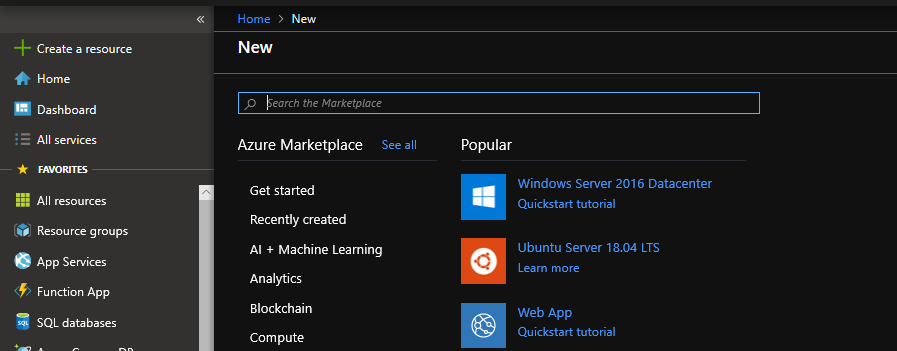 «
Create a resource
Home
Dashboard
All services
FAVORITES
All resources
Resource groups
App Services
Function App
SQL databases
Home > New
New
Search the Marketplace
Azure Marketplace See all
Get started
Recently created
AI + Machine Learning
Analytics
Blockchain
Compute
Popular
Windows Server 2016 Datacenter
Quickstart tutorial
Ubuntu Server 18.04 LTS
Learn more
Web App
Quickstart tutorial